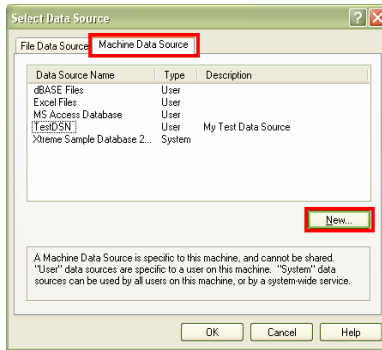 Select Data Source
File Data Source Machine Data Source
Data Source Name Type Description
dBASE Files User
Excel Files User
MS Access Database User
TestDSN User My Test Data Source
Xtreme Sample Database 2... System
New...
A Machine Data Source is specific to this machine, and cannot be shared.
"User" data sources are specific to a user on this machine. "System" data
sources can be used by all users on this machine, or by a system-wide service.
OK Cancel Help